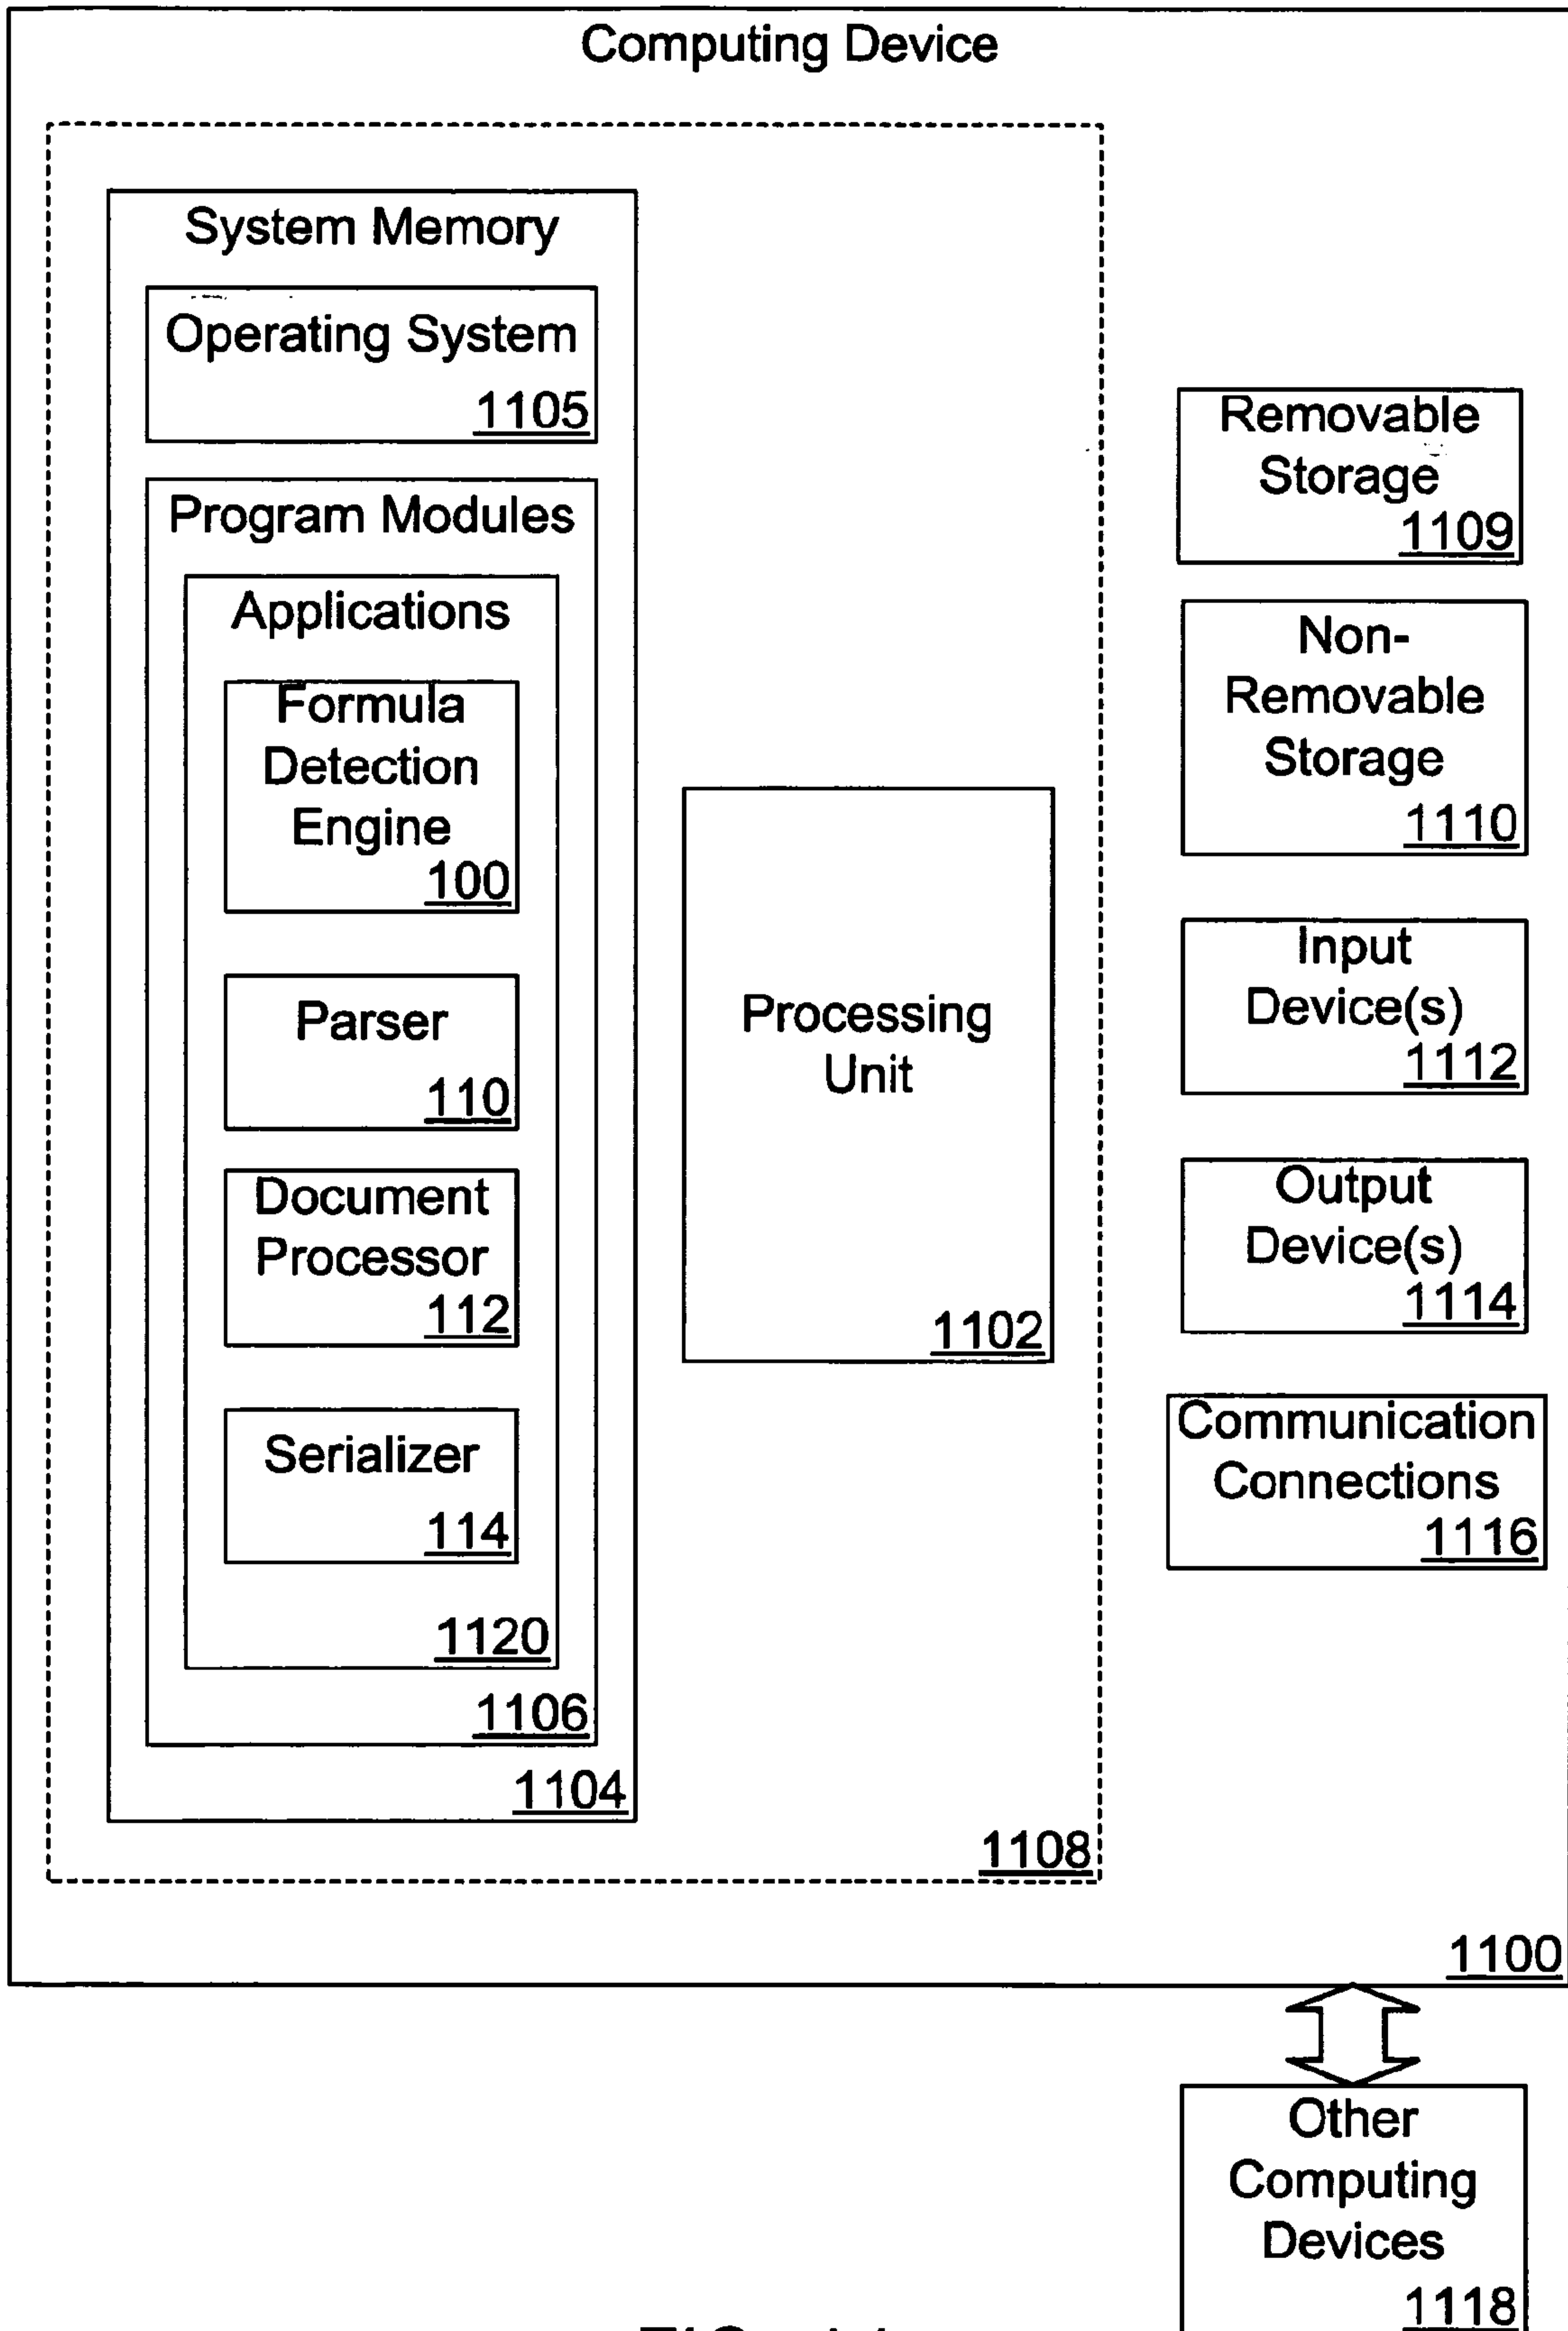 Computing Device
System Memory
Operating System
1105
Program Modules
Applications
Formula
Detection
Engine
100
Parser
110
Document
Processor
112
Serializer
114
1120
1106
1104
Processing
Unit
1102
1108
Removable
Storage
1109
Non-
Removable
Storage
1110
Input
Device(s)
1112
Output
Device(s)
1114
Communication
Connections
1116
1100
Other
Computing
Devices
1118